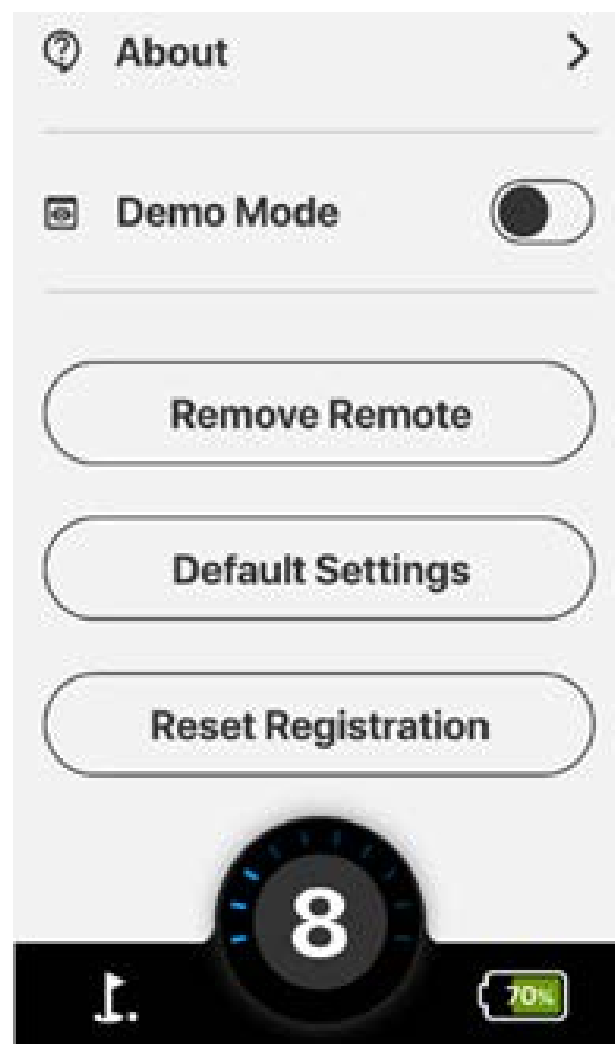 About
Demo Mode
Remove Remote
Default Settings
Reset Registration
8
70%